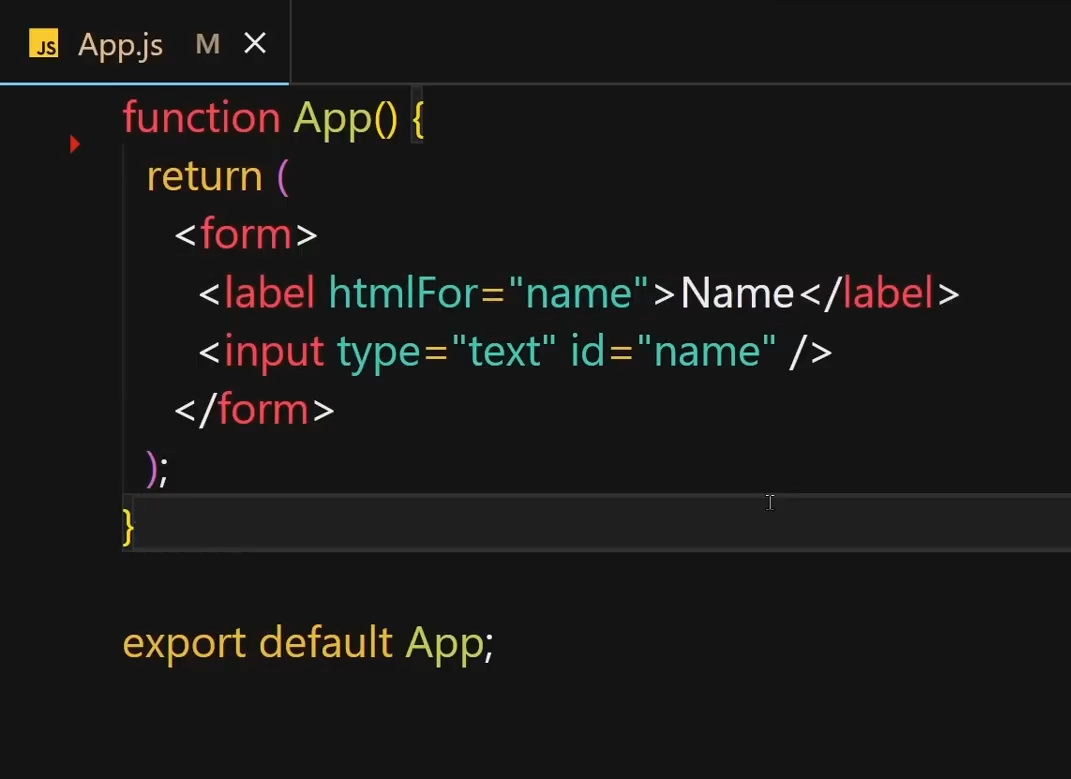 JS App.js M
function App() {
return (
<form>
<label htmlFor="name">Name</label>
<input type="text" id="name" />
</form>
);
}
export default App;